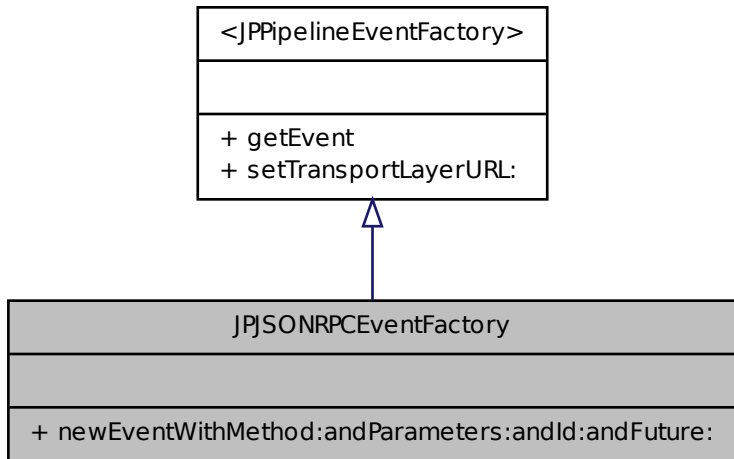 <JPPipelineEventFactory>
+ getEvent
+ setTransportLayerURL:
JPJSONRPCEventFactory
+ newEventWithMethod:andParameters:andId:andFuture: